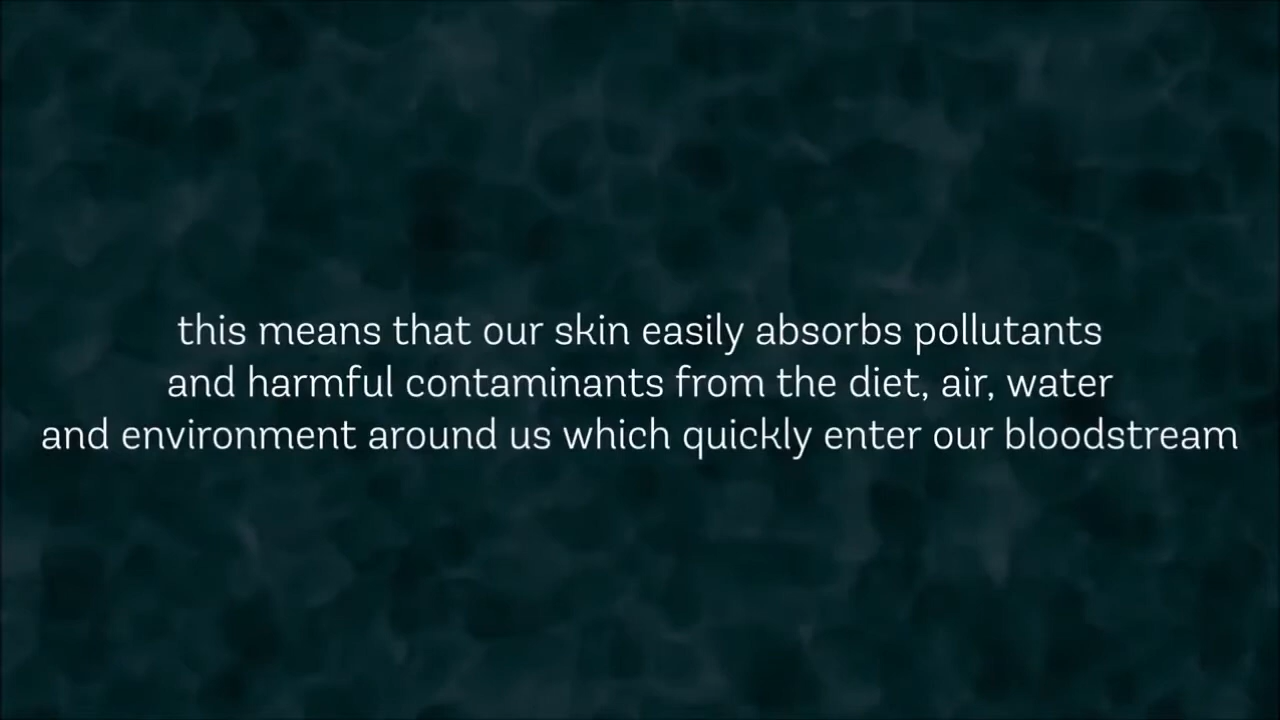 this means that our skin easily absorbs pollutants
and harmful contaminants from the diet, air, water
and environment around us which quickly enter our bloodstream